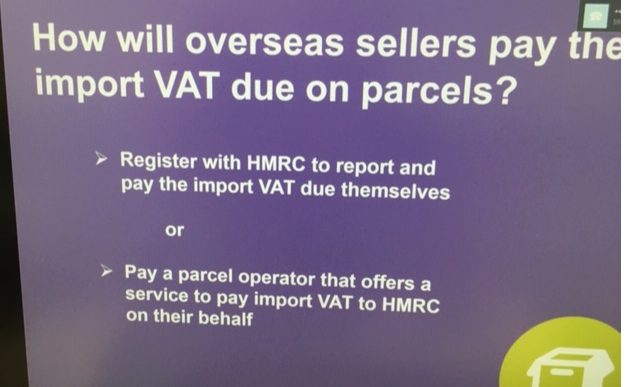 How will overseas sellers pay the
import VAT due on parcels?
➢ Register with HMRC to report and
pay the import VAT due themselves
or
➢ Pay a parcel operator that offers a
service to pay import VAT to HMRC
on their behalf